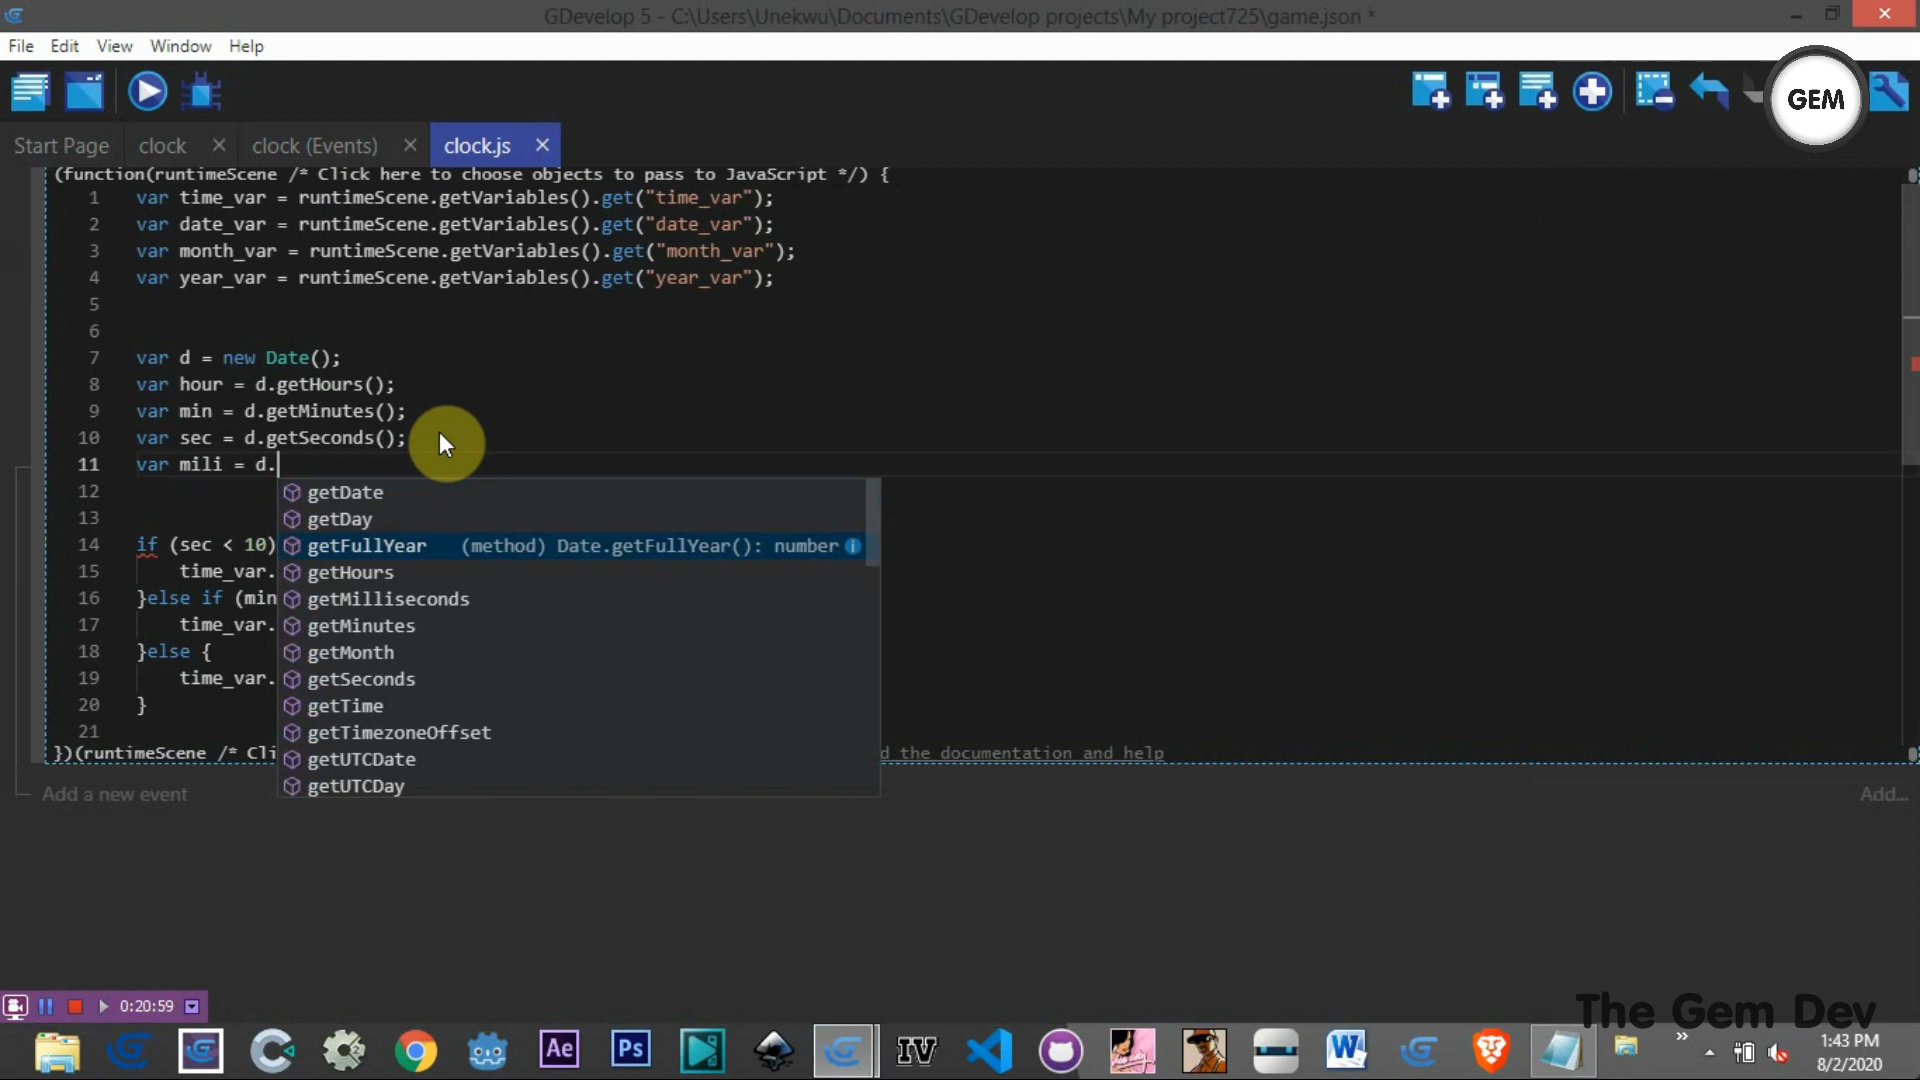 GDevelop 5 - C:\Users\Unekwu\Documents\GDevelop projects\My project725\game.json *
File Edit View Window Help
GEM
Start Page clock × clock (Events) × clock.js ×
(function(runtimeScene /* Click here to choose objects to pass to JavaScript */) {
1 var time_var = runtimeScene.getVariables().get("time_var");
2 var date_var = runtimeScene.getVariables().get("date_var");
3 var month_var = runtimeScene.getVariables().get("month_var");
4 var year_var = runtimeScene.getVariables().get("year_var");
5
6
7 var d = new Date();
8 var hour = d.getHours();
9 var min = d.getMinutes();
10 var sec = d.getSeconds();
11 var mili = d.
12 getDate
13 getDay
14 if (sec < 10) getFullYear (method) Date.getFullYear(): number
15 time_var. getHours
16 }else if (min getMilliseconds
17 time_var. getMinutes
18 }else { getMonth
19 time_var. getSeconds
20 } getTime
21 getTimezoneOffset
})(runtimeScene /* Cli getUTCDate d the documentation and help
Add a new event getUTCDay Add...
0:20:59
The Gem Dev
Ae Ps IV W
1:43 PM
8/2/2020